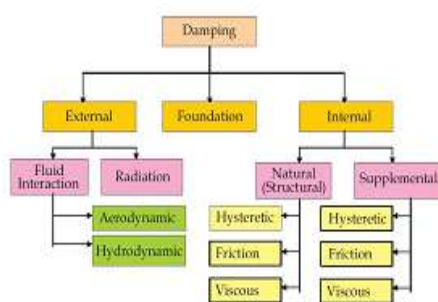 Damping
External
Foundation
Internal
Fluid
Interaction
Radiation
Natural
(Structural)
Supplemental
Aerodynamic
Hydrodynamic
Hysteretic
Friction
Viscous
Hysteretic
Friction
Viscous